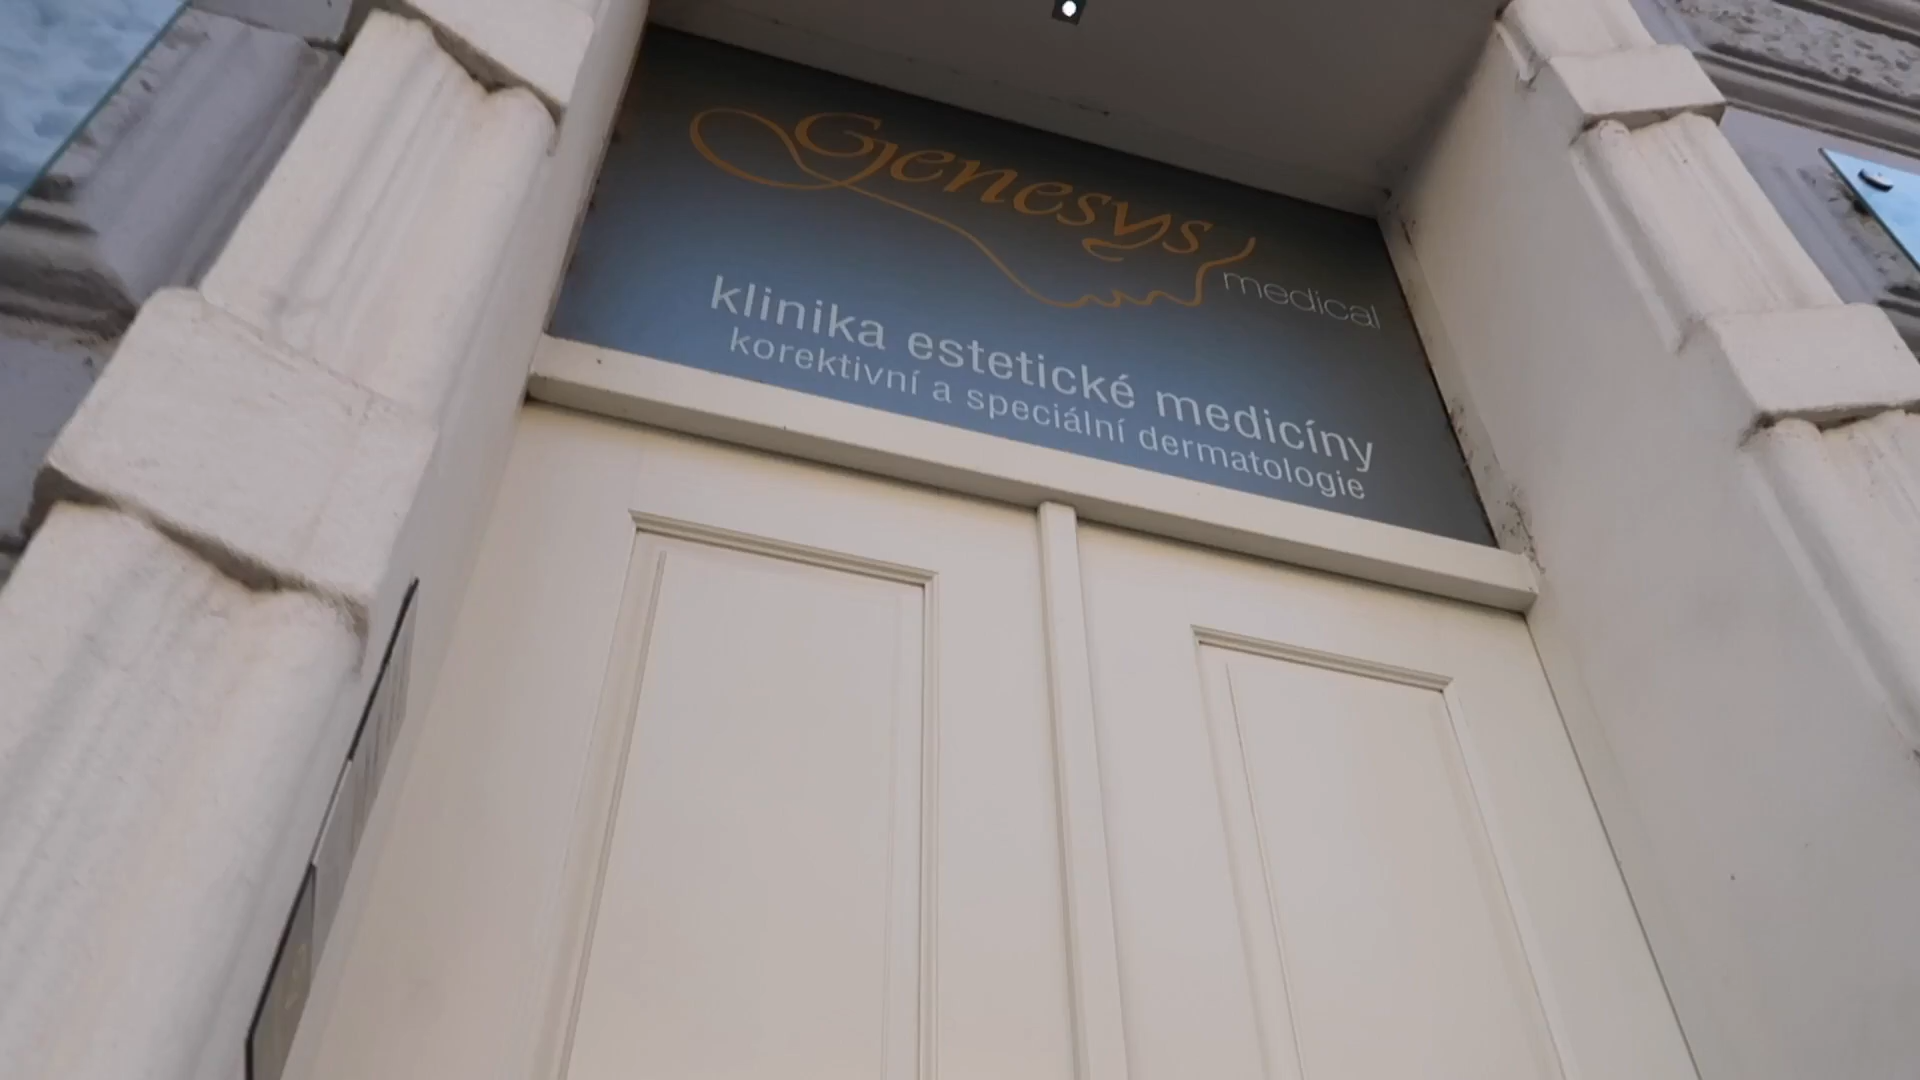 Genesys
medical
klinika estetické medicíny
korektivní a speciální dermatologie